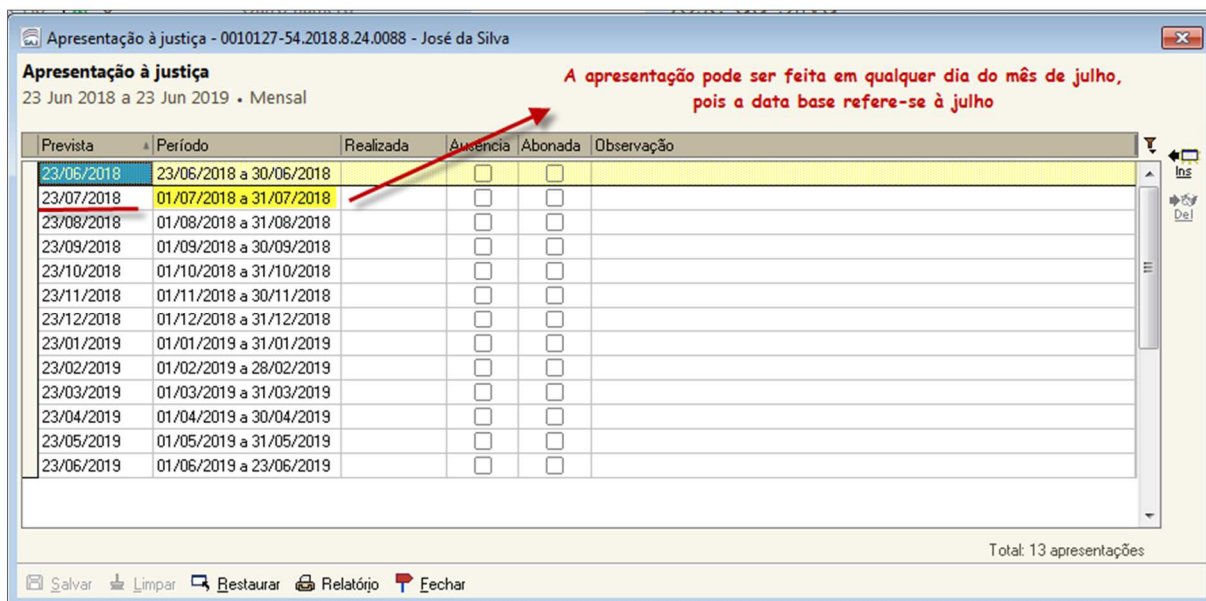 Apresentação à justiça - 0010127-54.2018.8.24.0088 - José da Silva
Apresentação à justiça
23 Jun 2018 a 23 Jun 2019 • Mensal
A apresentação pode ser feita em qualquer dia do mês de julho,
pois a data base refere-se à julho
Prevista Período Realizada Ausência Abonada Observação
23/06/2018 23/06/2018 a 30/06/2018
23/07/2018 01/07/2018 a 31/07/2018
23/08/2018 01/08/2018 a 31/08/2018
23/09/2018 01/09/2018 a 30/09/2018
23/10/2018 01/10/2018 a 31/10/2018
23/11/2018 01/11/2018 a 30/11/2018
23/12/2018 01/12/2018 a 31/12/2018
23/01/2019 01/01/2019 a 31/01/2019
23/02/2019 01/02/2019 a 28/02/2019
23/03/2019 01/03/2019 a 31/03/2019
23/04/2019 01/04/2019 a 30/04/2019
23/05/2019 01/05/2019 a 31/05/2019
23/06/2019 01/06/2019 a 23/06/2019
Ins
Del
Total: 13 apresentações
Salvar Limpar Restaurar Relatório Fechar